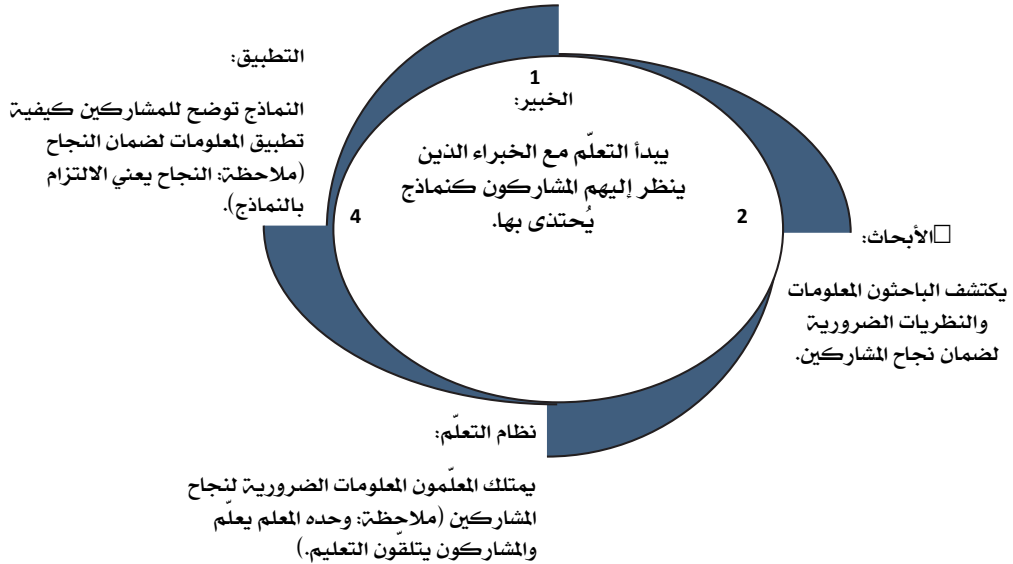 1
الخبير:
يبدأ التعلّم مع الخبراء الذين
ينظر إليهم المشاركون كنماذج
يُحتذى بها.
2
□الأبحاث:
يكتشف الباحثون المعلومات
والنظريات الضرورية
لضمان نجاح المشاركين.
نظام التعلّم:
يمتلك المعلّمون المعلومات الضرورية لنجاح
المشاركين (ملاحظة: وحده المعلم يعلّم
والمشاركون يتلقّون التعليم.)
4
التطبيق:
النماذج توضح للمشاركين كيفية
تطبيق المعلومات لضمان النجاح
(ملاحظة: النجاح يعني الالتزام
بالنماذج).